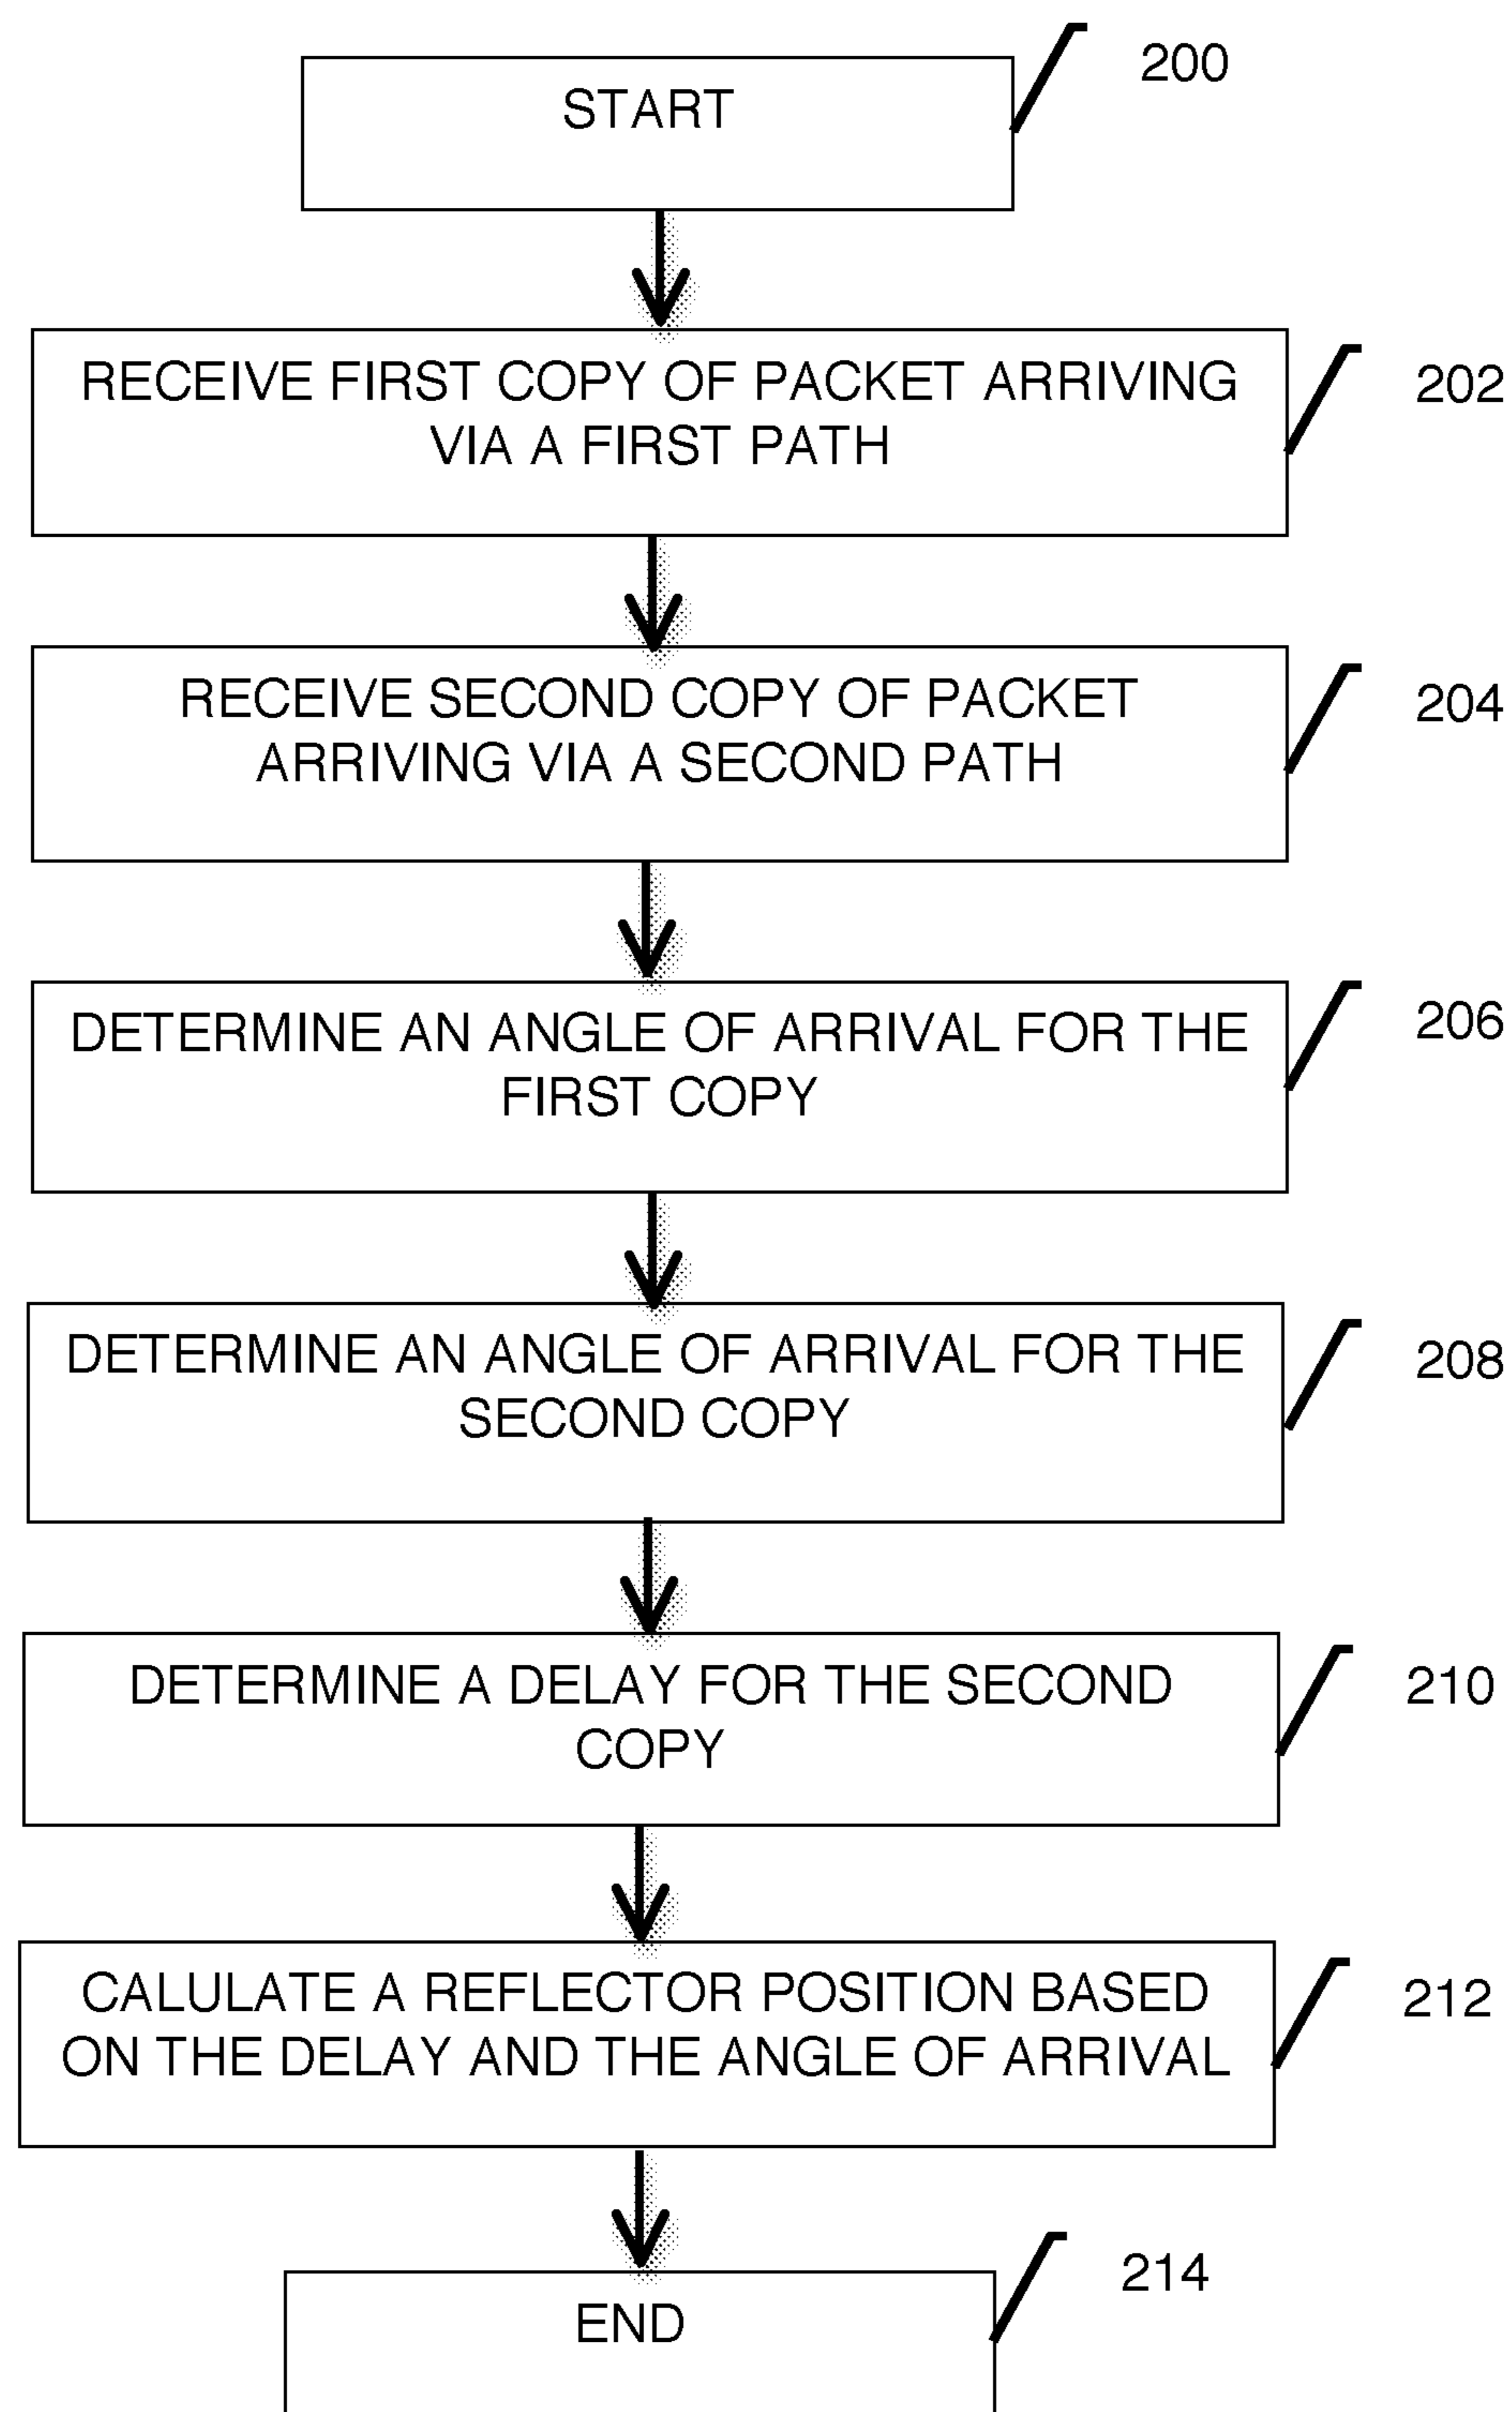 START
200
RECEIVE FIRST COPY OF PACKET ARRIVING
VIA A FIRST PATH
202
RECEIVE SECOND COPY OF PACKET
ARRIVING VIA A SECOND PATH
204
DETERMINE AN ANGLE OF ARRIVAL FOR THE
FIRST COPY
206
DETERMINE AN ANGLE OF ARRIVAL FOR THE
SECOND COPY
208
DETERMINE A DELAY FOR THE SECOND
COPY
210
CALULATE A REFLECTOR POSITION BASED
ON THE DELAY AND THE ANGLE OF ARRIVAL
212
END
214